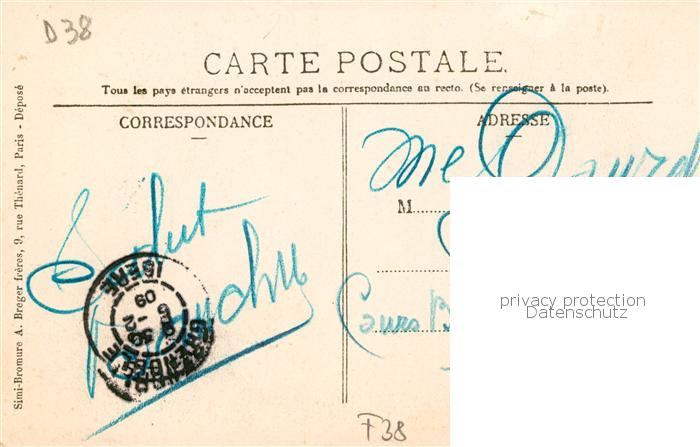 D38
CARTE POSTALE.
Tous les pays étrangers n'acceptent pas la correspondance au recto. (Se renseigner à la poste).
CORRESPONDANCE
ADRESSE
Simi-Bromure A. Breger frères, 9, rue Thénard, Paris - Déposé
Salut
M
Cours B
privacy protection
Datenschutz
ISERE
09
F38